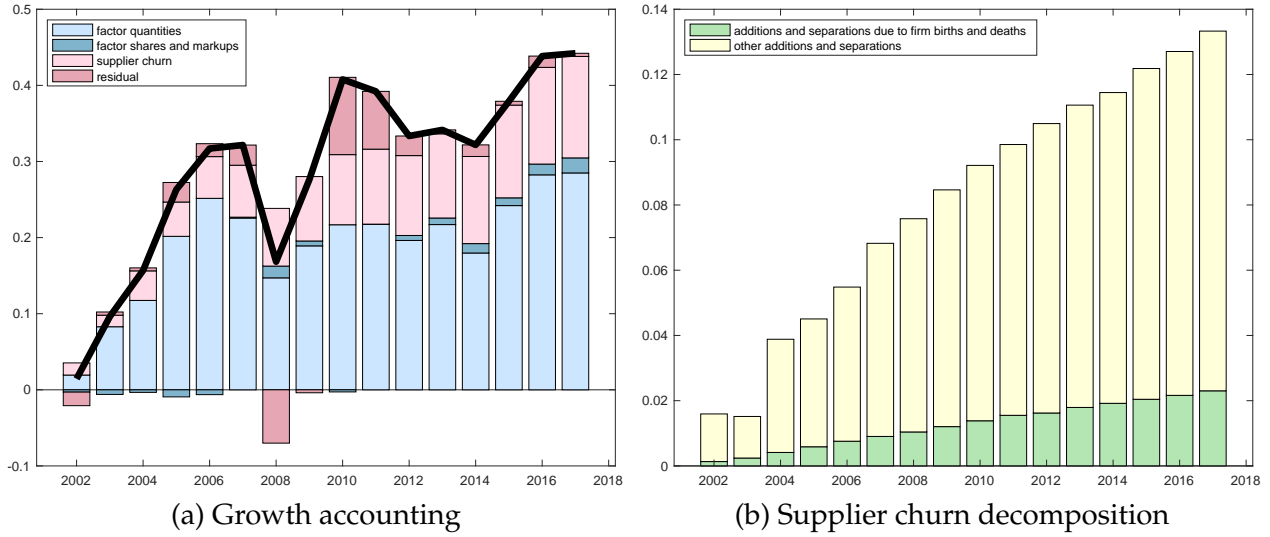 0.5
0.4
0.3
0.2
0.1
0
-0.1
factor quantities
factor shares and markups
supplier churn
residual
2002 2004 2006 2008 2010 2012 2014 2016 2018
(a) Growth accounting
0.14
0.12
0.1
0.08
0.06
0.04
0.02
0
additions and separations due to firm births and deaths
other additions and separations
2002 2004 2006 2008 2010 2012 2014 2016 2018
(b) Supplier churn decomposition